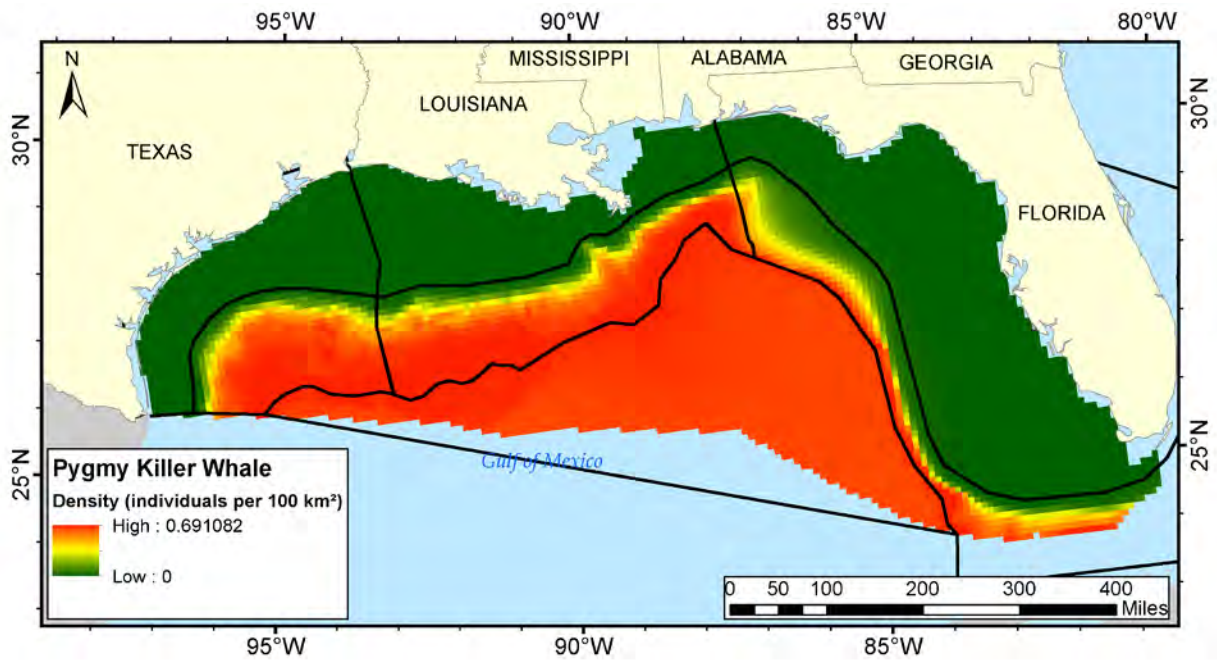 95°W 90°W 85°W 80°W
N
MISSISSIPPI ALABAMA GEORGIA
LOUISIANA
TEXAS
30°N 30°N
FLORIDA
25°N 25°N
Gulf of Mexico
Pygmy Killer Whale
Density (individuals per 100 km²)
High : 0.691082
Low : 0
0 50 100 200 300 400
Miles
95°W 90°W 85°W 80°W